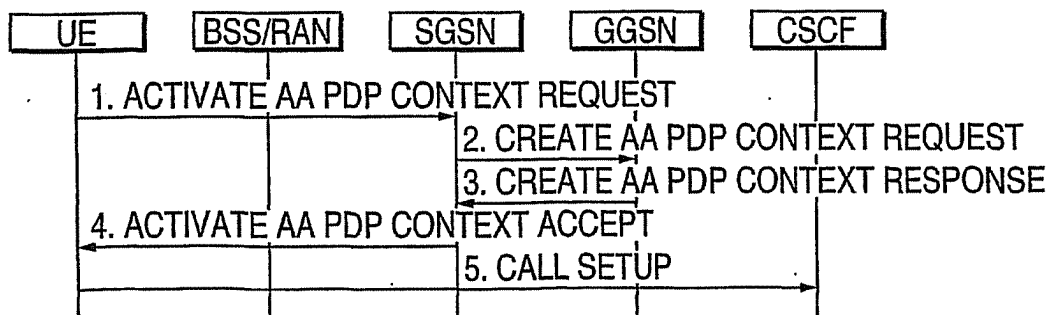 UE BSS/RAN SGSN GGSN CSCF
1. ACTIVATE AA PDP CONTEXT REQUEST
2. CREATE AA PDP CONTEXT REQUEST
3. CREATE AA PDP CONTEXT RESPONSE
4. ACTIVATE AA PDP CONTEXT ACCEPT
5. CALL SETUP